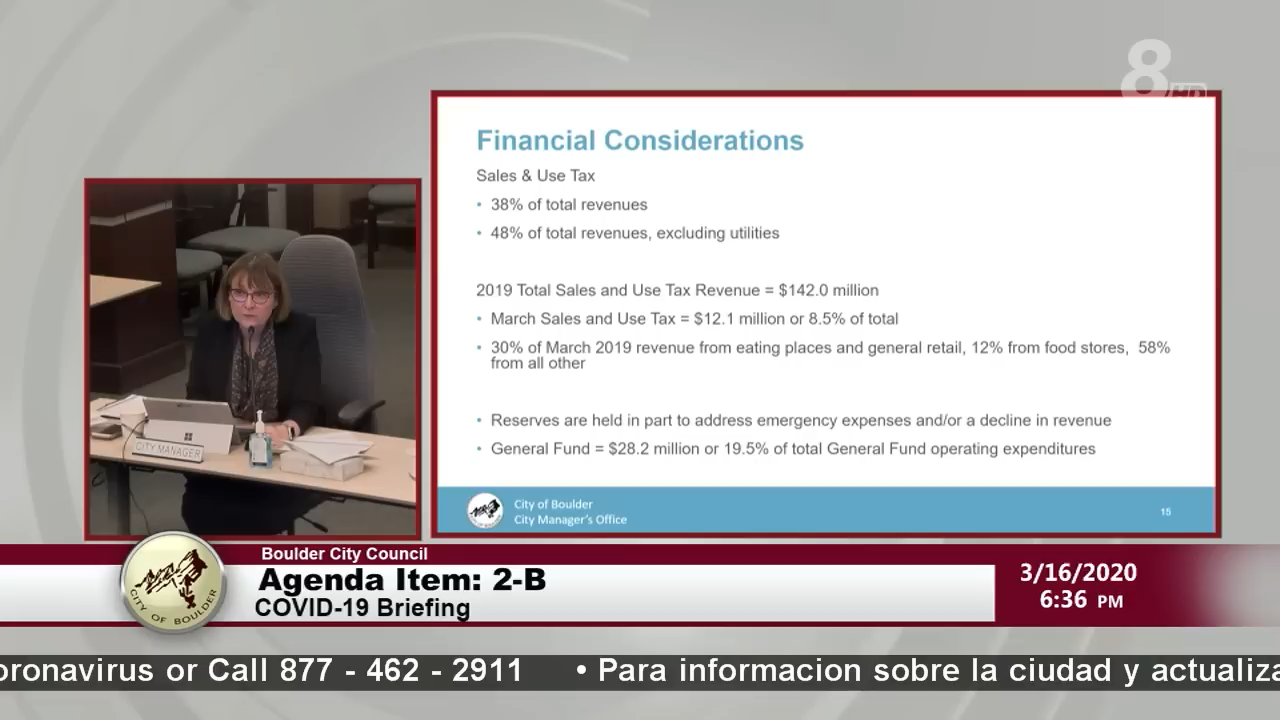 8
HD
Financial Considerations
Sales & Use Tax
• 38% of total revenues
• 48% of total revenues, excluding utilities
2019 Total Sales and Use Tax Revenue = $142.0 million
• March Sales and Use Tax = $12.1 million or 8.5% of total
• 30% of March 2019 revenue from eating places and general retail, 12% from food stores,  58%
from all other
• Reserves are held in part to address emergency expenses and/or a decline in revenue
• General Fund = $28.2 million or 19.5% of total General Fund operating expenditures
City of Boulder
City Manager's Office
15
CITY MANAGER
Boulder City Council
Agenda Item: 2-B
COVID-19 Briefing
CITY OF BOULDER
3/16/2020
6:36 PM
oronavirus or Call 877 - 462 - 2911 • Para informacion sobre la ciudad y actualiza